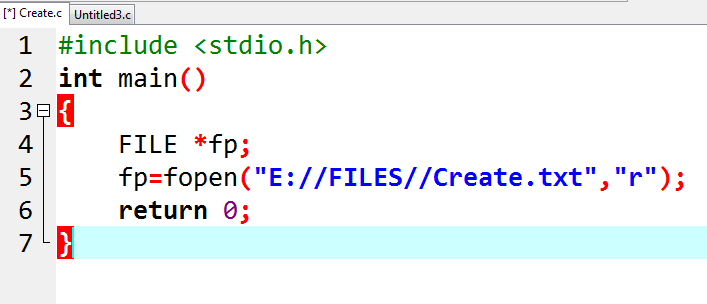 [*] Create.c Untitled3.c
1 #include <stdio.h>
2 int main()
3 {
4 FILE *fp;
5 fp=fopen("E://FILES//Create.txt","r");
6 return 0;
7 }